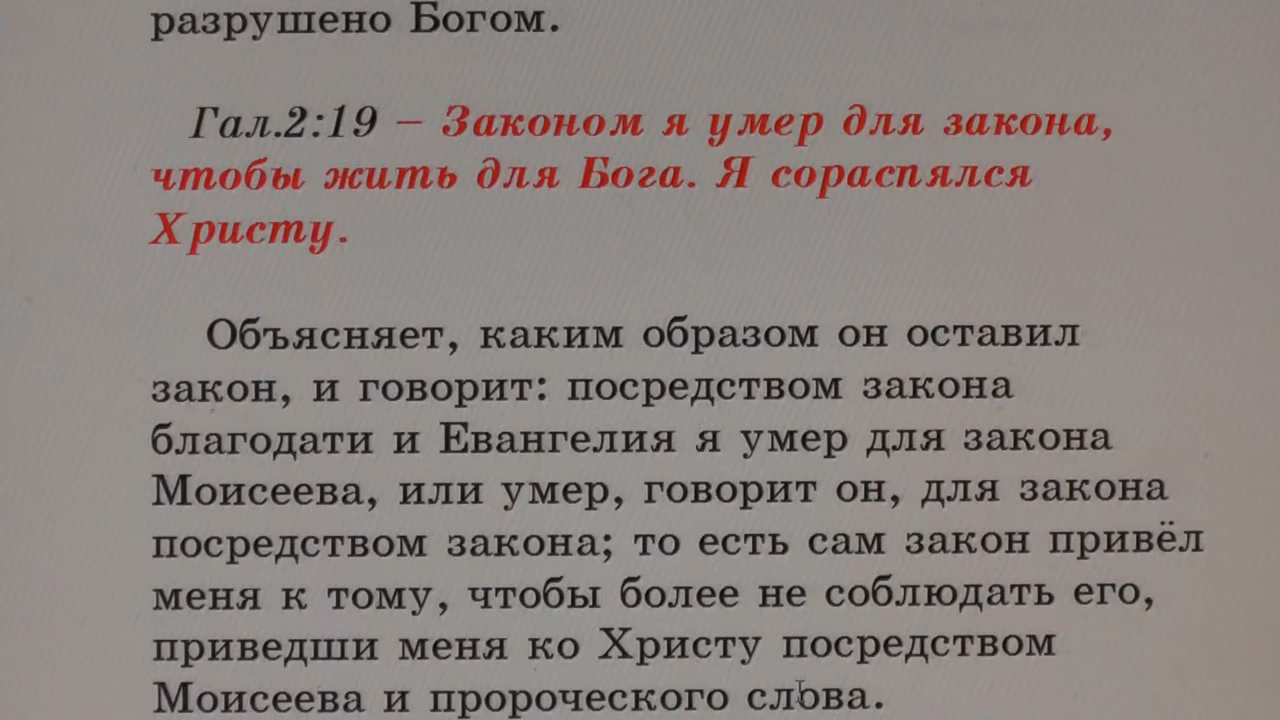 разрушено Богом.
Гал.2:19 – Законом я умер для закона,
чтобы жить для Бога. Я сораспялся
Христу.
Объясняет, каким образом он оставил
закон, и говорит: посредством закона
благодати и Евангелия я умер для закона
Моисеева, или умер, говорит он, для закона
посредством закона; то есть сам закон привёл
меня к тому, чтобы более не соблюдать его,
приведши меня ко Христу посредством
Моисеева и пророческого слова.